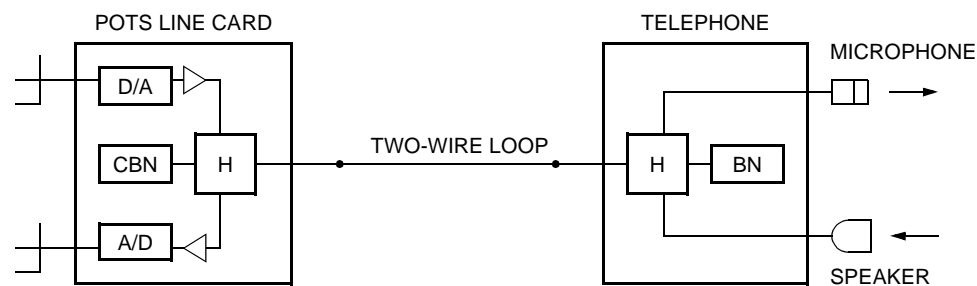 POTS LINE CARD
TELEPHONE
MICROPHONE
D/A
TWO-WIRE LOOP
CBN
H
H
BN
A/D
SPEAKER